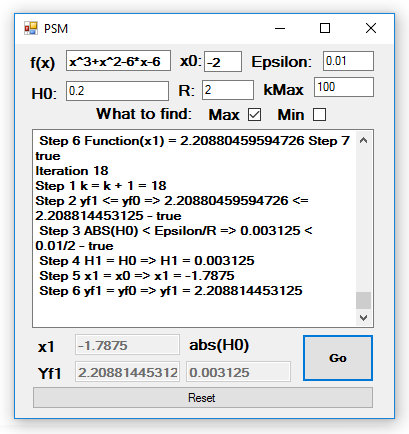 PSM
f(x) x^3+x^2-6*x-6 x0: -2 Epsilon: 0.01
H0: 0.2 R: 2 kMax 100
What to find: Max Min
Step 6 Function(x1) = 2.20880459594726 Step 7
true
Iteration 18
Step 1 k = k + 1 = 18
Step 2 yf1 <= yf0 => 2.20880459594726 <=
2.208814453125 - true
Step 3 ABS(H0) < Epsilon/R => 0.003125 <
0.01/2 - true
Step 4 H1 = H0 => H1 = 0.003125
Step 5 x1 = x0 => x1 = -1.7875
Step 6 yf1 = yf0 => yf1 = 2.208814453125
x1 -1.7875 abs(H0)
Yf1 2.20881445312 0.003125
Go
Reset